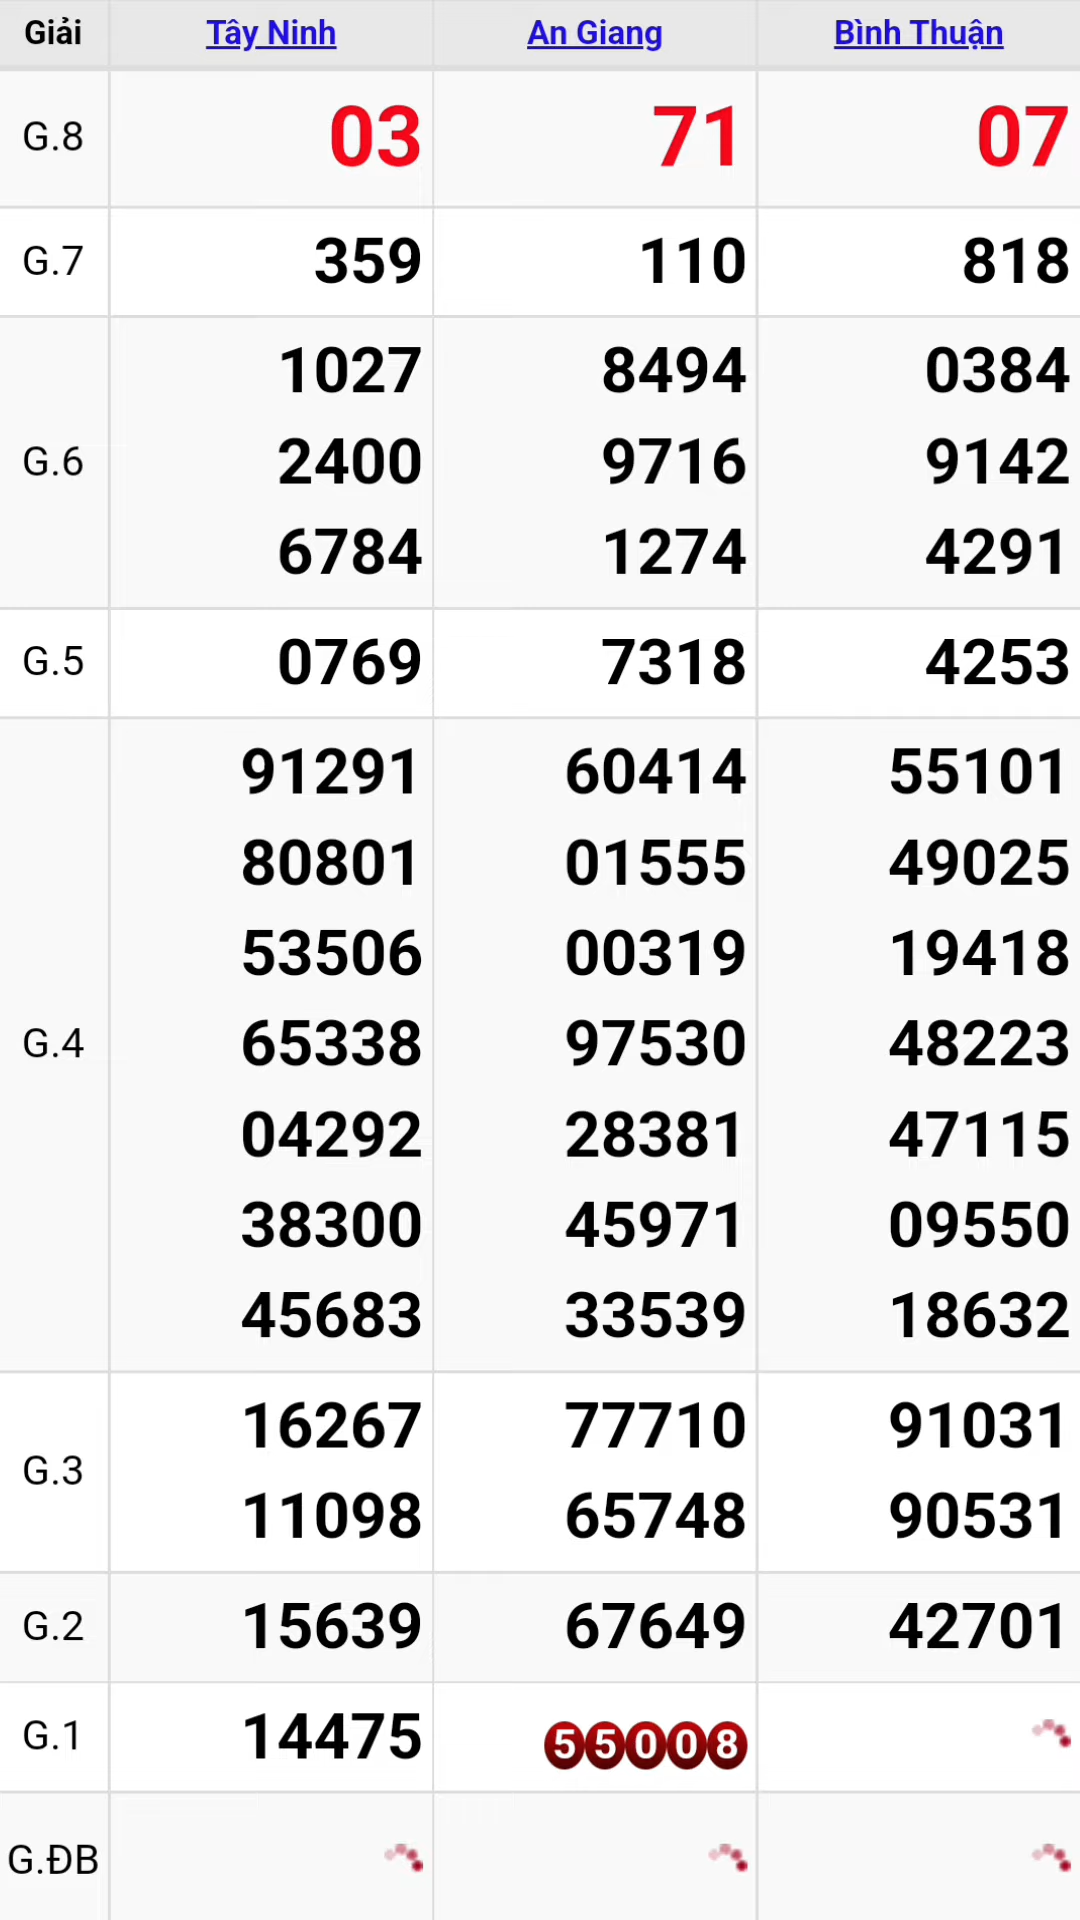 Giải Tây Ninh An Giang Bình Thuận
G.8 03 71 07
G.7 359 110 818
1027 8494 0384
G.6 2400 9716 9142
6784 1274 4291
G.5 0769 7318 4253
91291 60414 55101
80801 01555 49025
53506 00319 19418
G.4 65338 97530 48223
04292 28381 47115
38300 45971 09550
45683 33539 18632
G.3 16267 77710 91031
11098 65748 90531
G.2 15639 67649 42701
G.1 14475 55008
G.ĐB